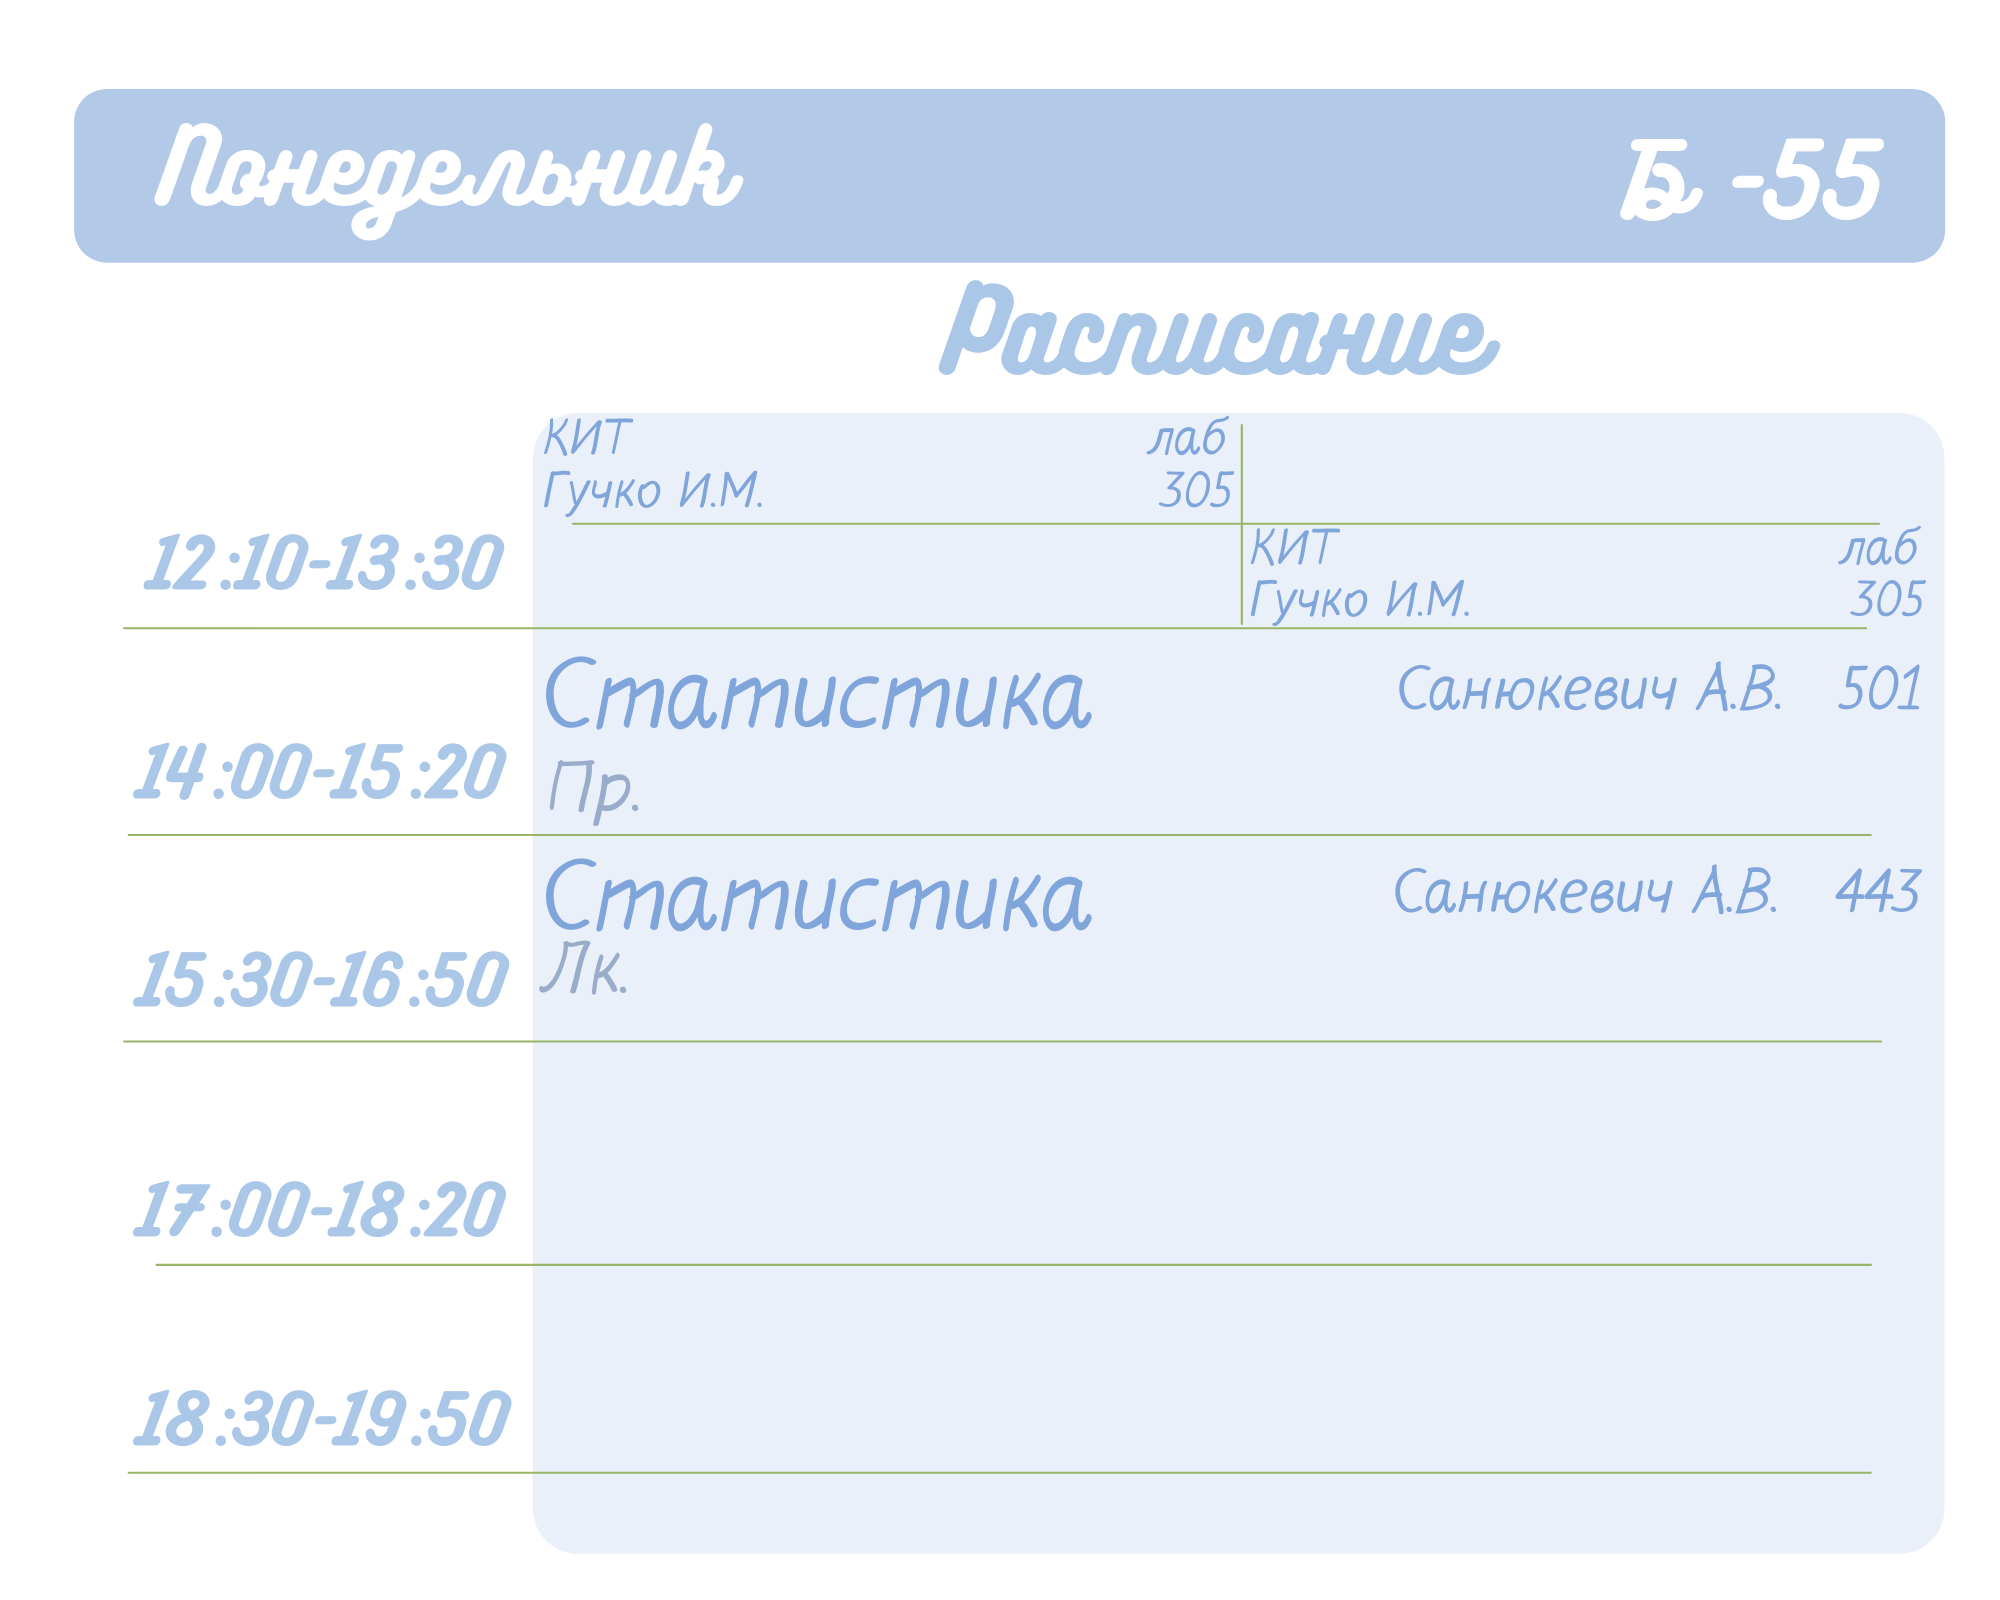 Понедельник Б -55
Расписание
КИТ лаб
Гучко И.М. 305
12:10-13:30
КИТ лаб
Гучко И.М. 305
Статистика Санюкевич А.В. 501
14:00-15:20
Пр.
Статистика Санюкевич А.В. 443
15:30-16:50
Лк.
17:00-18:20
18:30-19:50